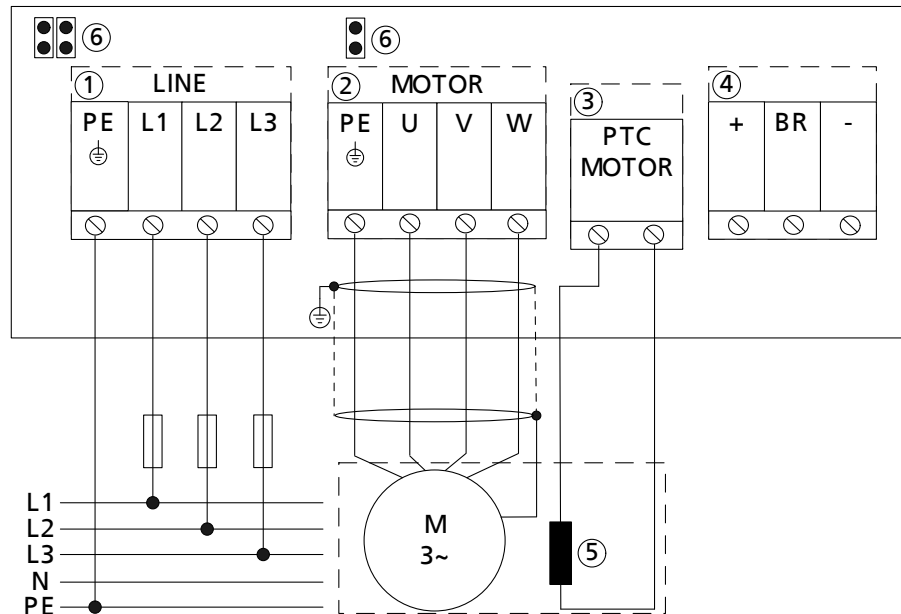 6 6
1 LINE
PE L1 L2 L3
2 MOTOR
PE U V W
3
PTC
MOTOR
4
+ BR -
L1
L2
L3
N
PE
M
3~
5